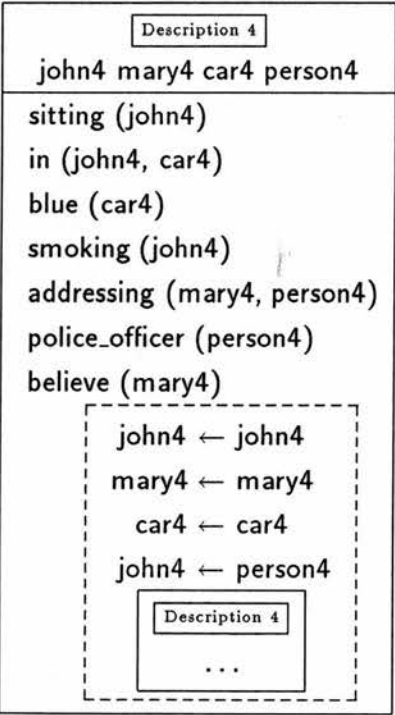 Description 4
john4 mary4 car4 person4
sitting (john4)
in (john4, car4)
blue (car4)
smoking (john4)
addressing (mary4, person4)
police_officer (person4)
believe (mary4)
john4 ← john4
mary4 ← mary4
car4 ← car4
john4 ← person4
Description 4
...